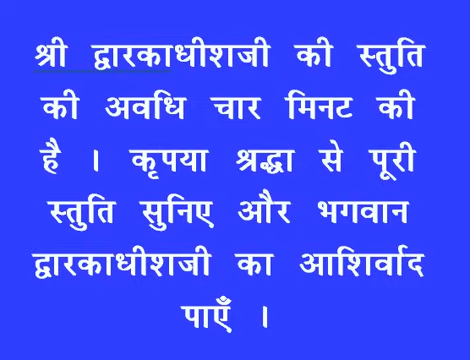 श्री द्वारकाधीशजी की स्तुति
की अवधि चार मिनट की
है । कृपया श्रद्धा से पूरी
स्तुति सुनिए और भगवान
द्वारकाधीशजी का आशिर्वाद
पाएँ ।